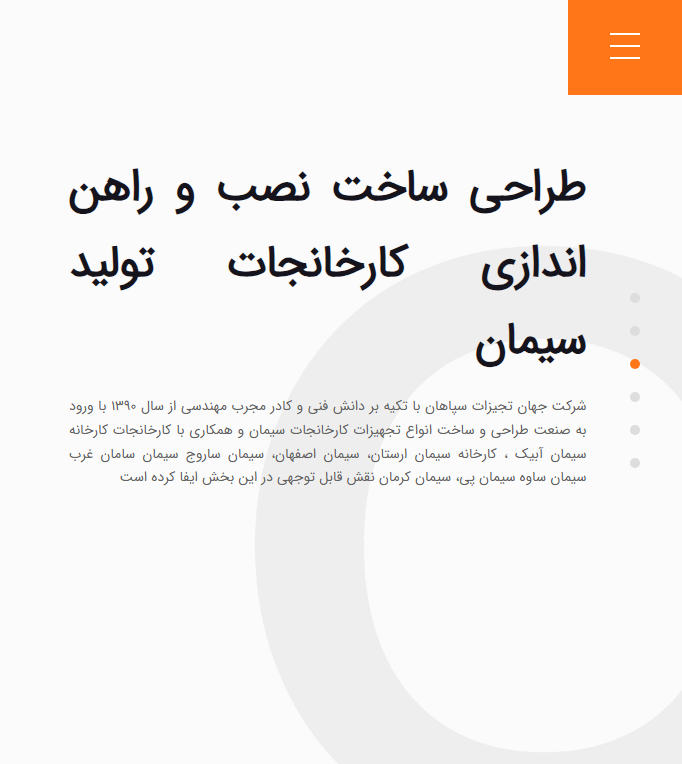 طراحی ساخت نصب و راهن
اندازی کارخانجات تولید
سیمان
شرکت جهان تجیزات سپاهان با تکیه بر دانش فنی و کادر مجرب مهندسی از سال ۱۳۹۰ با ورود
به صنعت طراحی و ساخت انواع تجهیزات کارخانجات سیمان و همکاری با کارخانجات کارخانه
سیمان آبیک ، کارخانه سیمان ارستان، سیمان اصفهان، سیمان ساروج سیمان سامان غرب
سیمان ساوه سیمان پی، سیمان کرمان نقش قابل توجهی در این بخش ایفا کرده است